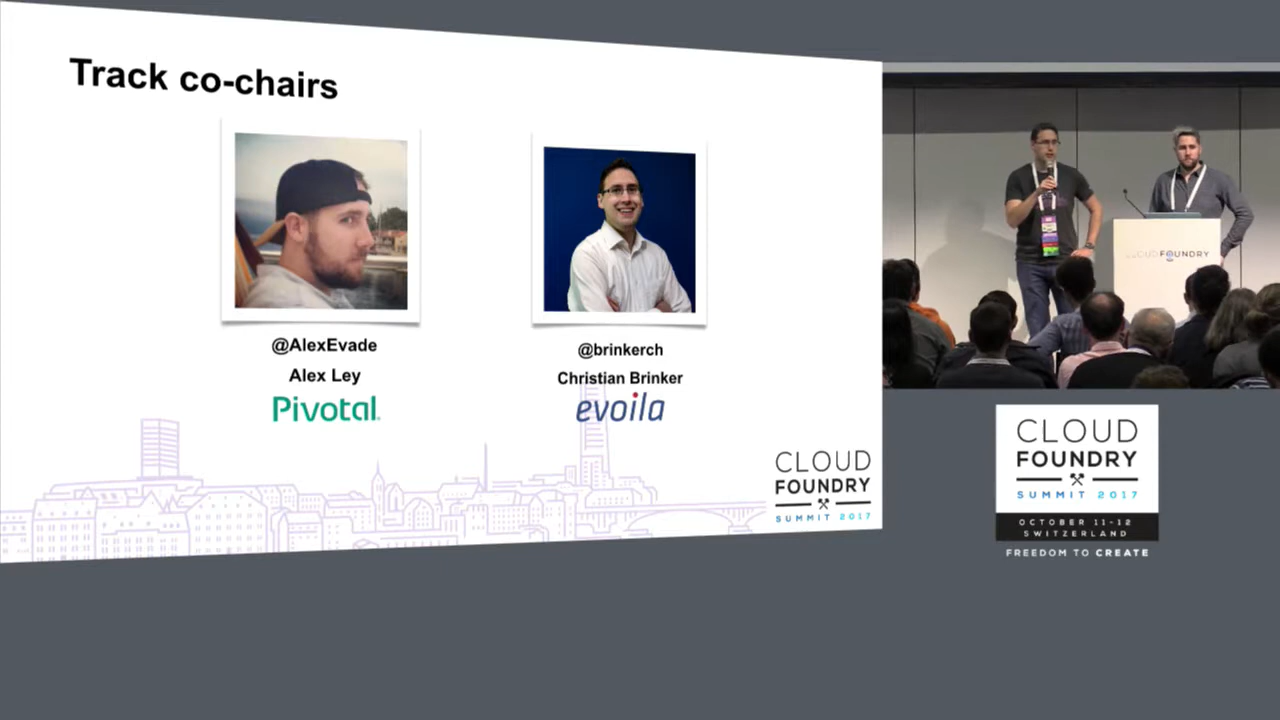 Track co-chairs
@AlexEvade
Alex Ley
Pivotal
@brinkerch
Christian Brinker
evoila
CLOUD
FOUNDRY
SUMMIT 2017
CLOUD FOUNDRY
CLOUD
FOUNDRY
SUMMIT 2017
OCTOBER 11-12
SWITZERLAND
FREEDOM TO CREATE